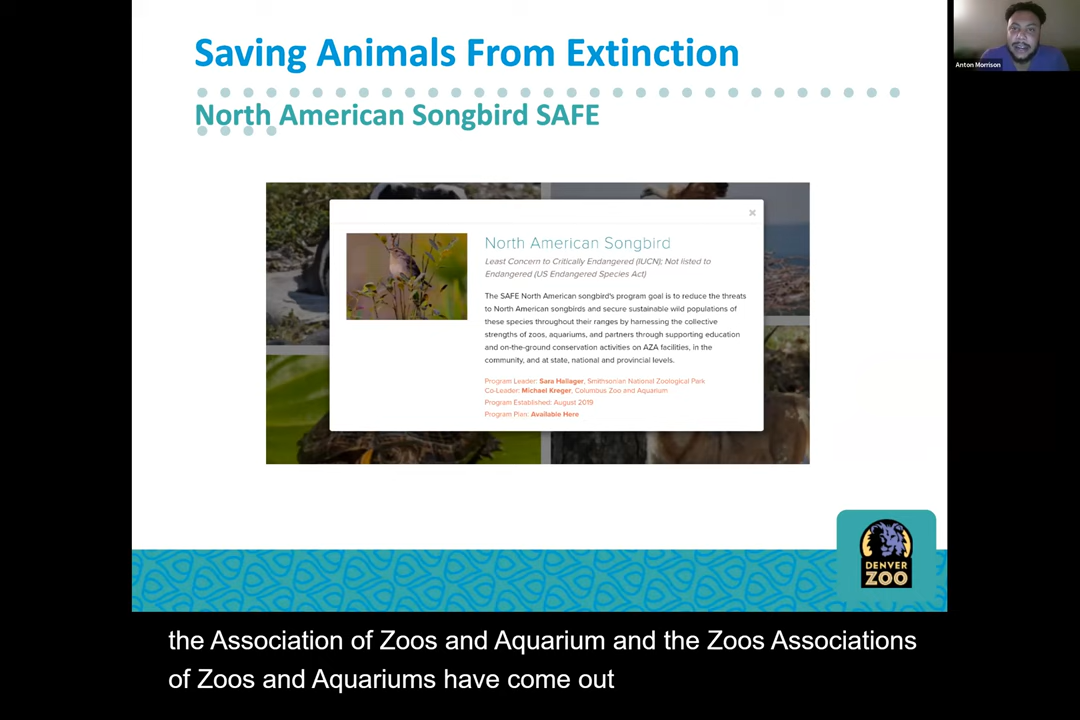 Saving Animals From Extinction
Anton Morrison
North American Songbird SAFE
×
North American Songbird
Least Concern to Critically Endangered (IUCN); Not listed to
Endangered (US Endangered Species Act)
The SAFE North American songbird's program goal is to reduce the threats
to North American songbirds and secure sustainable wild populations of
these species throughout their ranges by harnessing the collective
strengths of zoos, aquariums, and partners through supporting education
and on-the-ground conservation activities on AZA facilities, in the
community, and at state, national and provincial levels.
Program Leader: Sara Hallager, Smithsonian National Zoological Park
Co-Leader: Michael Kreger, Columbus Zoo and Aquarium
Program Established: August 2019
Program Plan: Available Here
DENVER
ZOO
the Association of Zoos and Aquarium and the Zoos Associations
of Zoos and Aquariums have come out